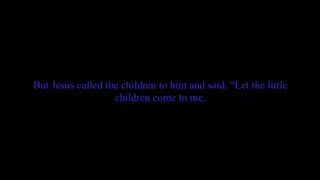 But Jesus called the children to him and said, "Let the little
children come to me,